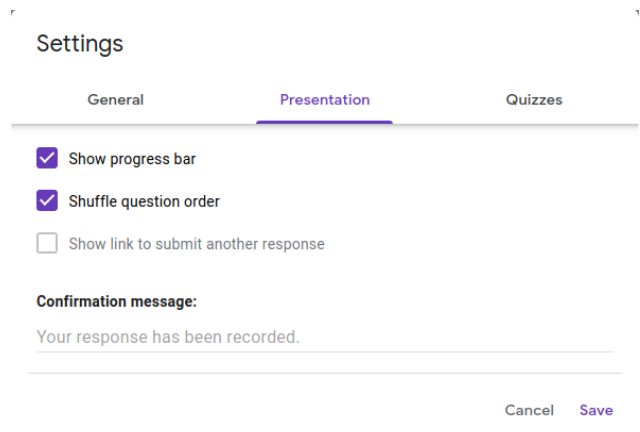 Settings
General Presentation Quizzes
Show progress bar
Shuffle question order
Show link to submit another response
Confirmation message:
Your response has been recorded.
Cancel Save